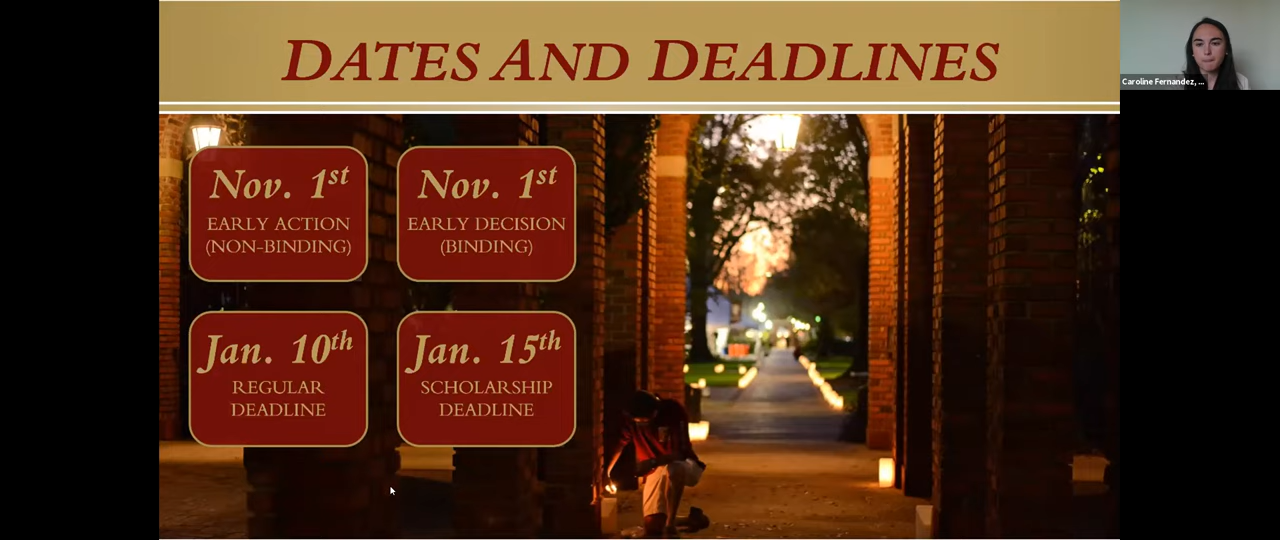 DATES AND DEADLINES
Caroline Fernandez, ...
Nov. 1st
EARLY ACTION
(NON-BINDING)
Nov. 1st
EARLY DECISION
(BINDING)
Jan. 10th
REGULAR
DEADLINE
Jan. 15th
SCHOLARSHIP
DEADLINE